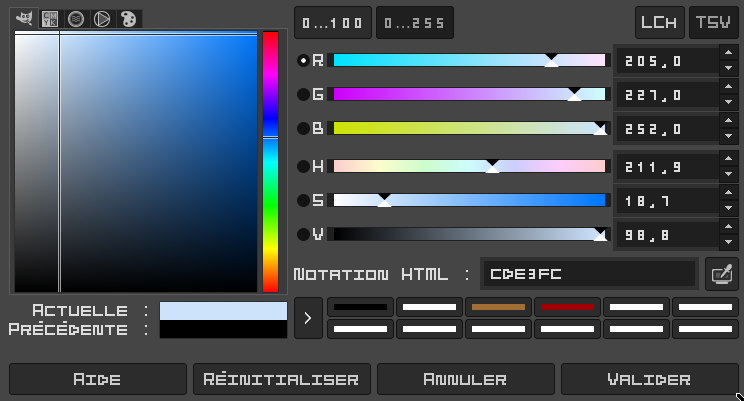 0...100 0...255 LCh TSV
R 205,0
G 227,0
B 252,0
H 211,9
S 18,7
V 98,8
Notation HTML : CDE3FC
Actuelle :
Précédente :
Aide Réinitialiser Annuler Valider